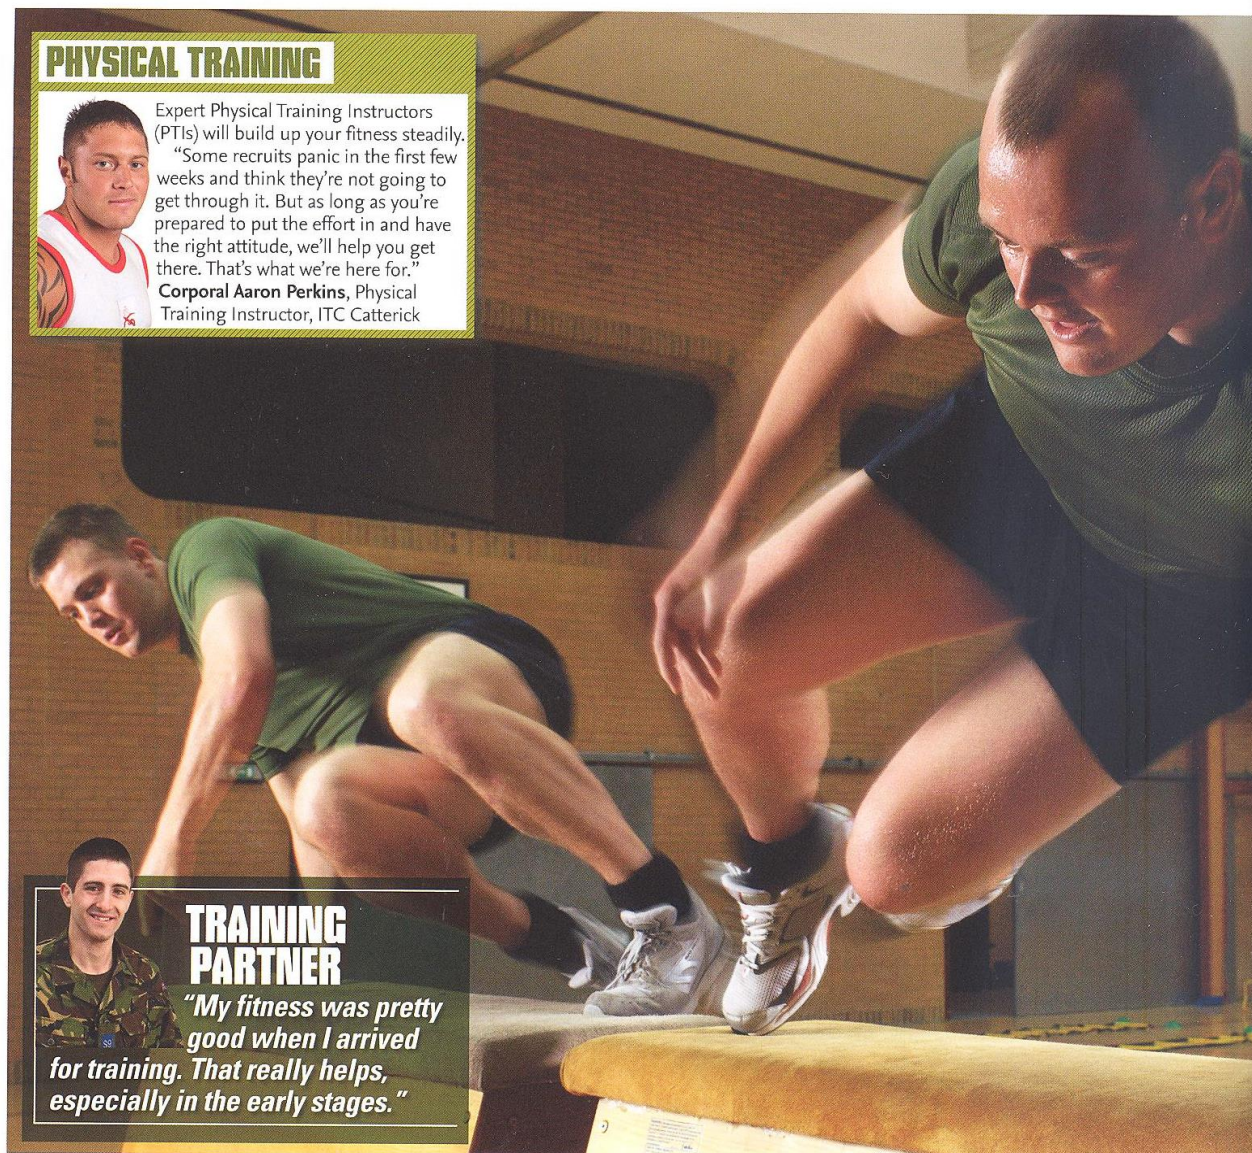 PHYSICAL TRAINING
Expert Physical Training Instructors
(PTIs) will build up your fitness steadily.
“Some recruits panic in the first few
weeks and think they’re not going to
get through it. But as long as you’re
prepared to put the effort in and have
the right attitude, we’ll help you get
there. That’s what we’re here for.”
Corporal Aaron Perkins, Physical
Training Instructor, ITC Catterick
TRAINING
PARTNER
“My fitness was pretty
good when I arrived
for training. That really helps,
especially in the early stages.”